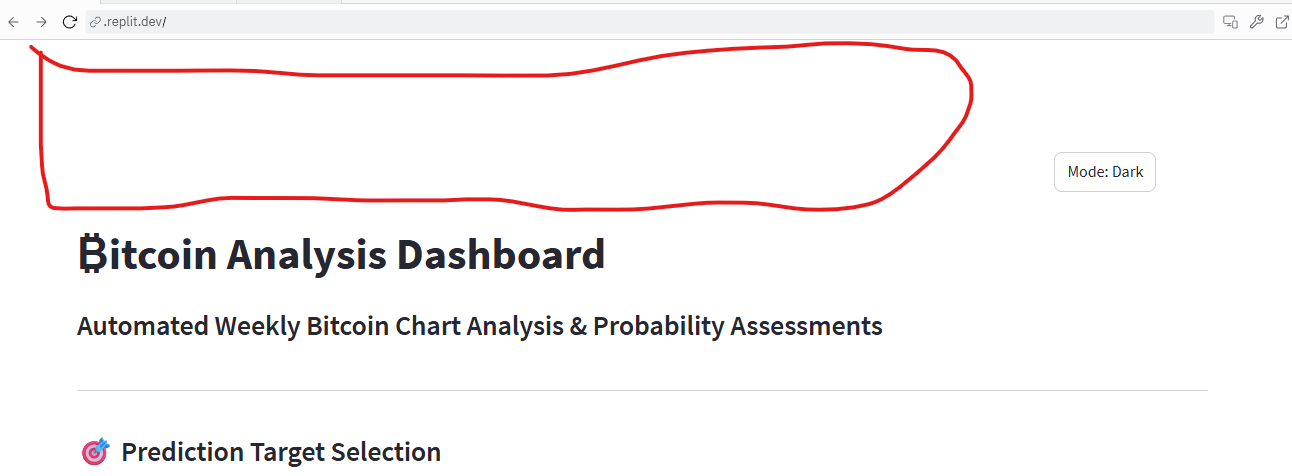 .replit.dev/
Mode: Dark
₿itcoin Analysis Dashboard
Automated Weekly Bitcoin Chart Analysis & Probability Assessments
🎯 Prediction Target Selection